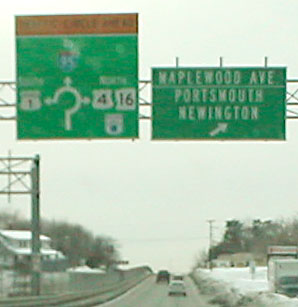 TRAFFIC CIRCLE AHEAD
95
SOUTH
NORTH
1
4 16
MAPLEWOOD AVE
PORTSMOUTH
NEWINGTON